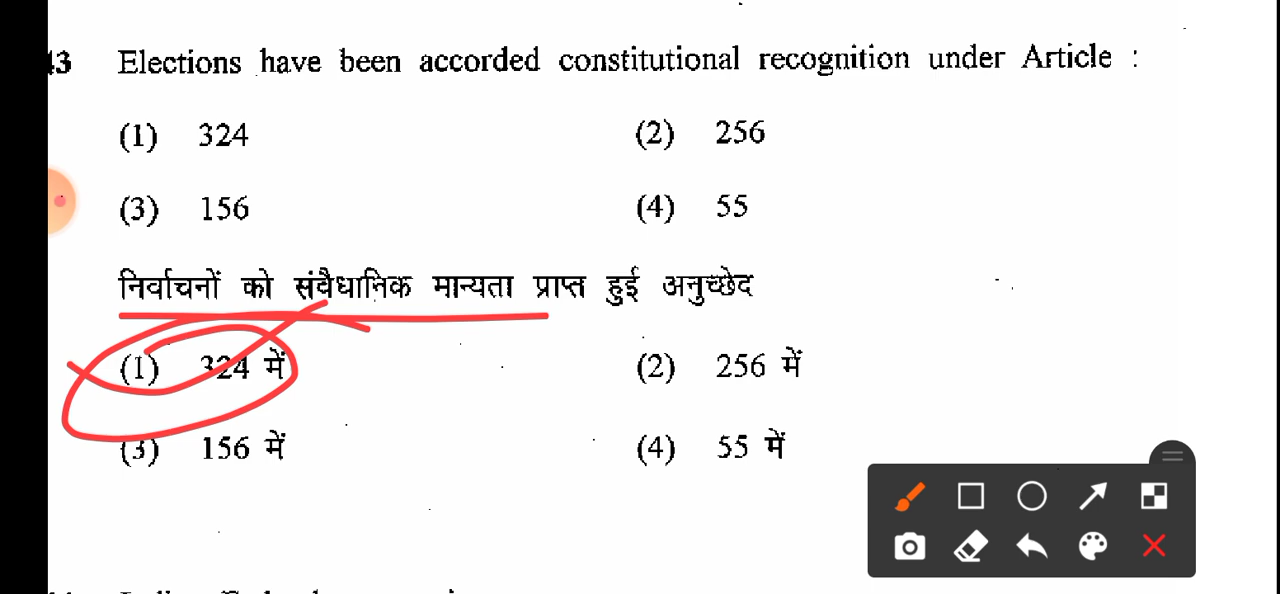 43 Elections have been accorded constitutional recognition under Article :
(1) 324 (2) 256
(3) 156 (4) 55
निर्वाचनों को संवैधानिक मान्यता प्राप्त हुई अनुच्छेद
(1) 324 में (2) 256 में
(3) 156 में (4) 55 में